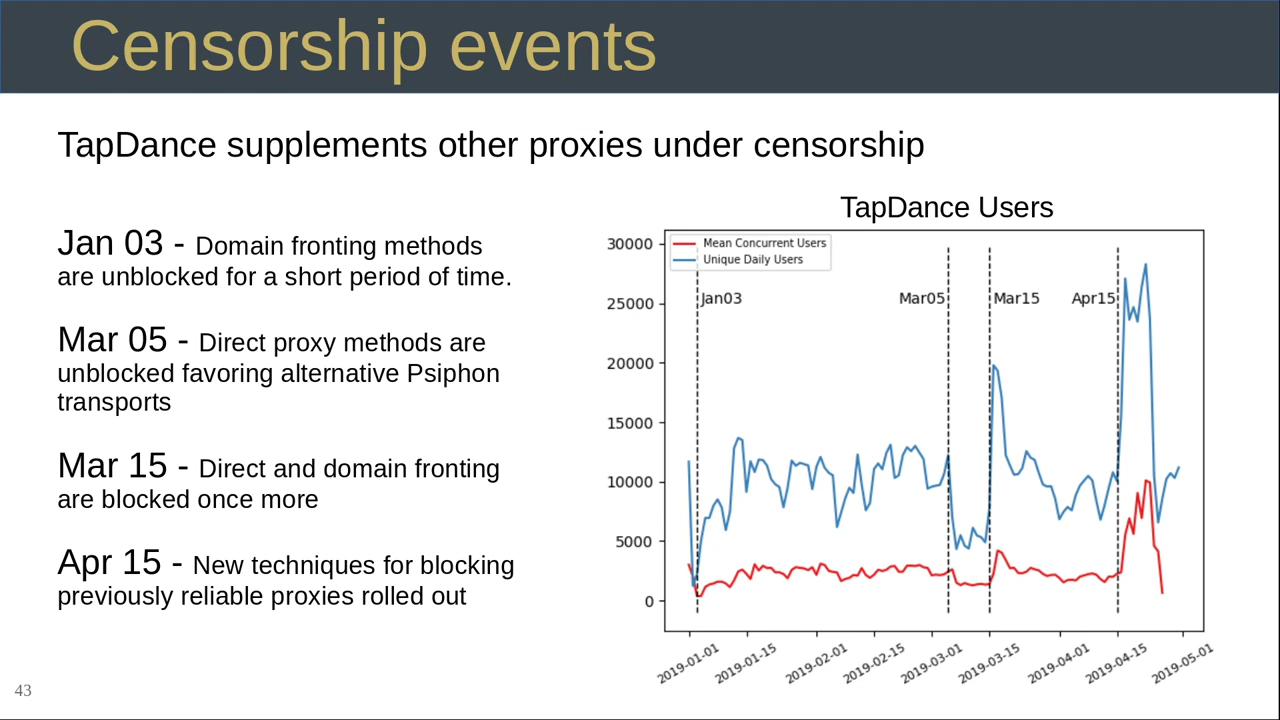 Censorship events
TapDance supplements other proxies under censorship
Jan 03 - Domain fronting methods
are unblocked for a short period of time.
Mar 05 - Direct proxy methods are
unblocked favoring alternative Psiphon
transports
Mar 15 - Direct and domain fronting
are blocked once more
Apr 15 - New techniques for blocking
previously reliable proxies rolled out
TapDance Users
Mean Concurrent Users
Unique Daily Users
Jan03
Mar05
Mar15
Apr15
30000
25000
20000
15000
10000
5000
0
2019-01-01
2019-01-15
2019-02-01
2019-02-15
2019-03-01
2019-03-15
2019-04-01
2019-04-15
2019-05-01
43